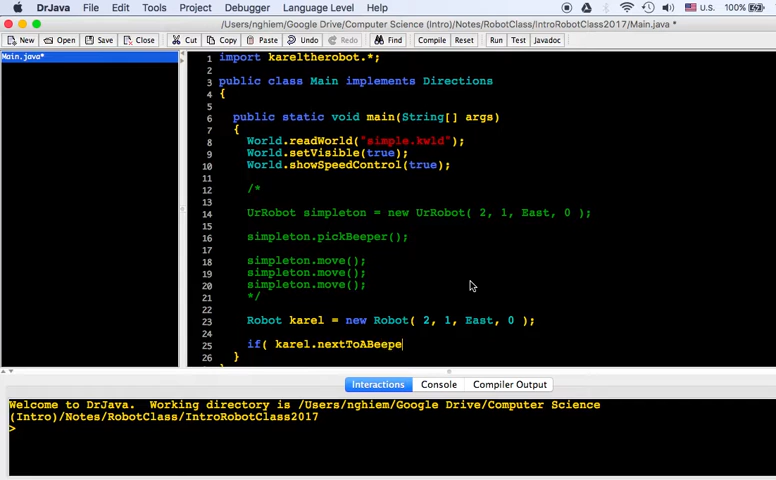 DrJava File Edit Tools Project Debugger Language Level Help U.S. 100%
/Users/nghiem/Google Drive/Computer Science (Intro)/Notes/RobotClass/IntroRobotClass2017/Main.java *
New Open Save Close Cut Copy Paste Undo Redo Find Compile Reset Run Test Javadoc
Main.java*
1 import kareltherobot.*;
2
3 public class Main implements Directions
4 {
5
6 public static void main(String[] args)
7 {
8 World.readWorld("simple.kwld");
9 World.setVisible(true);
10 World.showSpeedControl(true);
11
12 /*
13
14 UrRobot simpleton = new UrRobot( 2, 1, East, 0 );
15
16 simpleton.pickBeeper();
17
18 simpleton.move();
19 simpleton.move();
20 simpleton.move();
21 */
22
23 Robot karel = new Robot( 2, 1, East, 0 );
24
25 if( karel.nextToABeepe
26 }
Interactions Console Compiler Output
Welcome to DrJava. Working directory is /Users/nghiem/Google Drive/Computer Science
(Intro)/Notes/RobotClass/IntroRobotClass2017
>